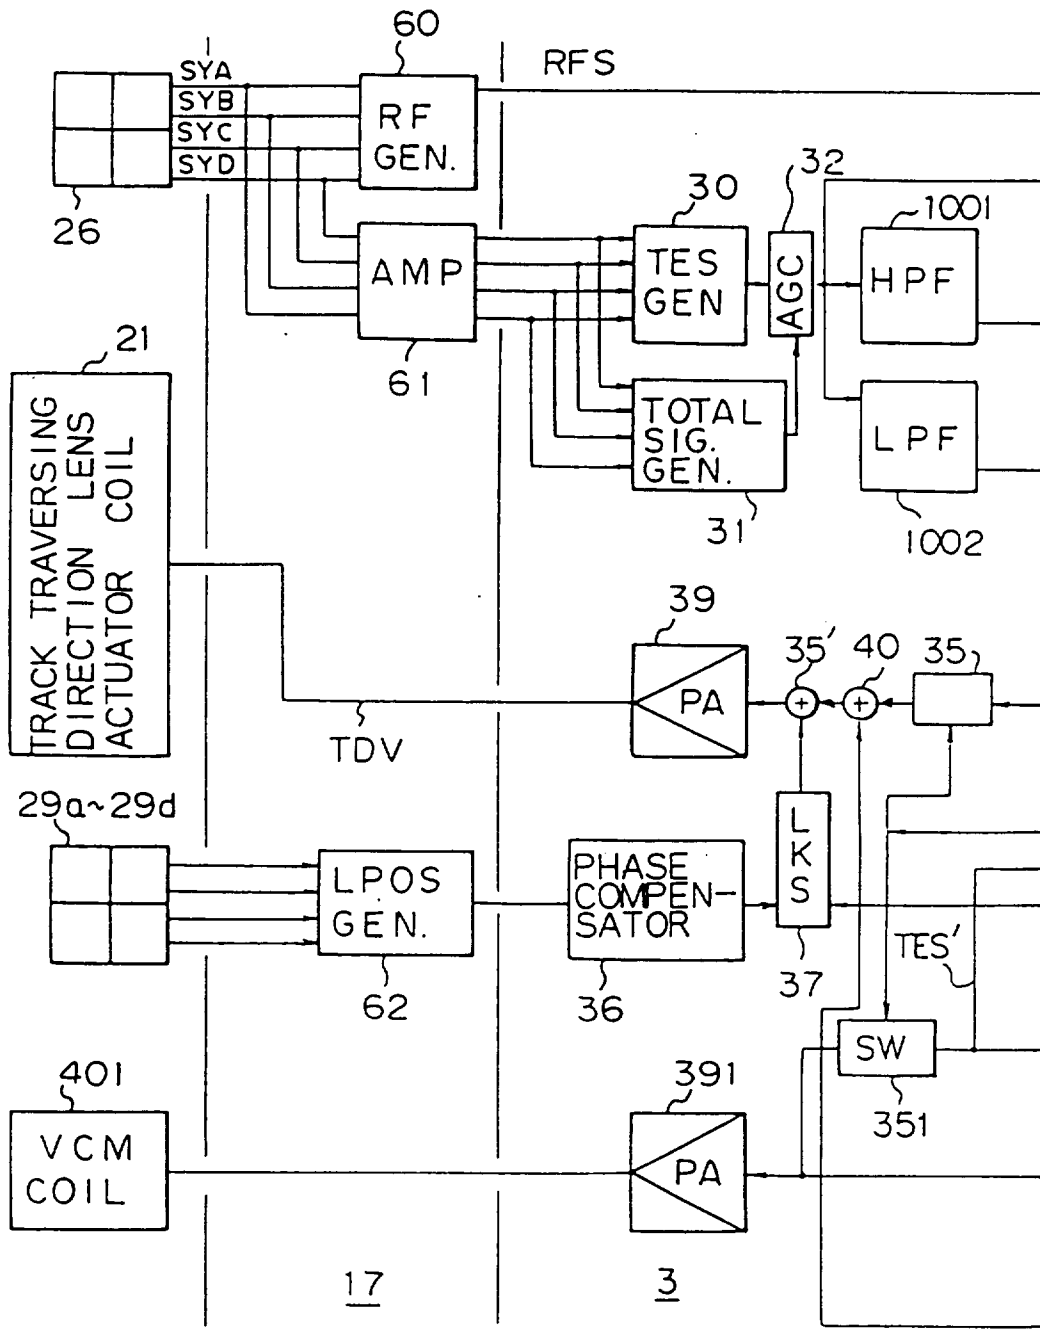 60
RFS
SYA
SYB
SYC
SYD
RF
GEN.
26
30
32
1001
AMP
TES
GEN
AGC
HPF
21
61
TRACK TRAVERSING
DIRECTION LENS
ACTUATOR COIL
TOTAL
SIG.
GEN.
LPF
31
1002
39
35'
40
35
PA
+
+
TDV
29a~29d
LPOS
GEN.
PHASE
COMPEN-
SATOR
LKS
62
36
37
TES'
SW
351
401
391
VCM
COIL
PA
17
3